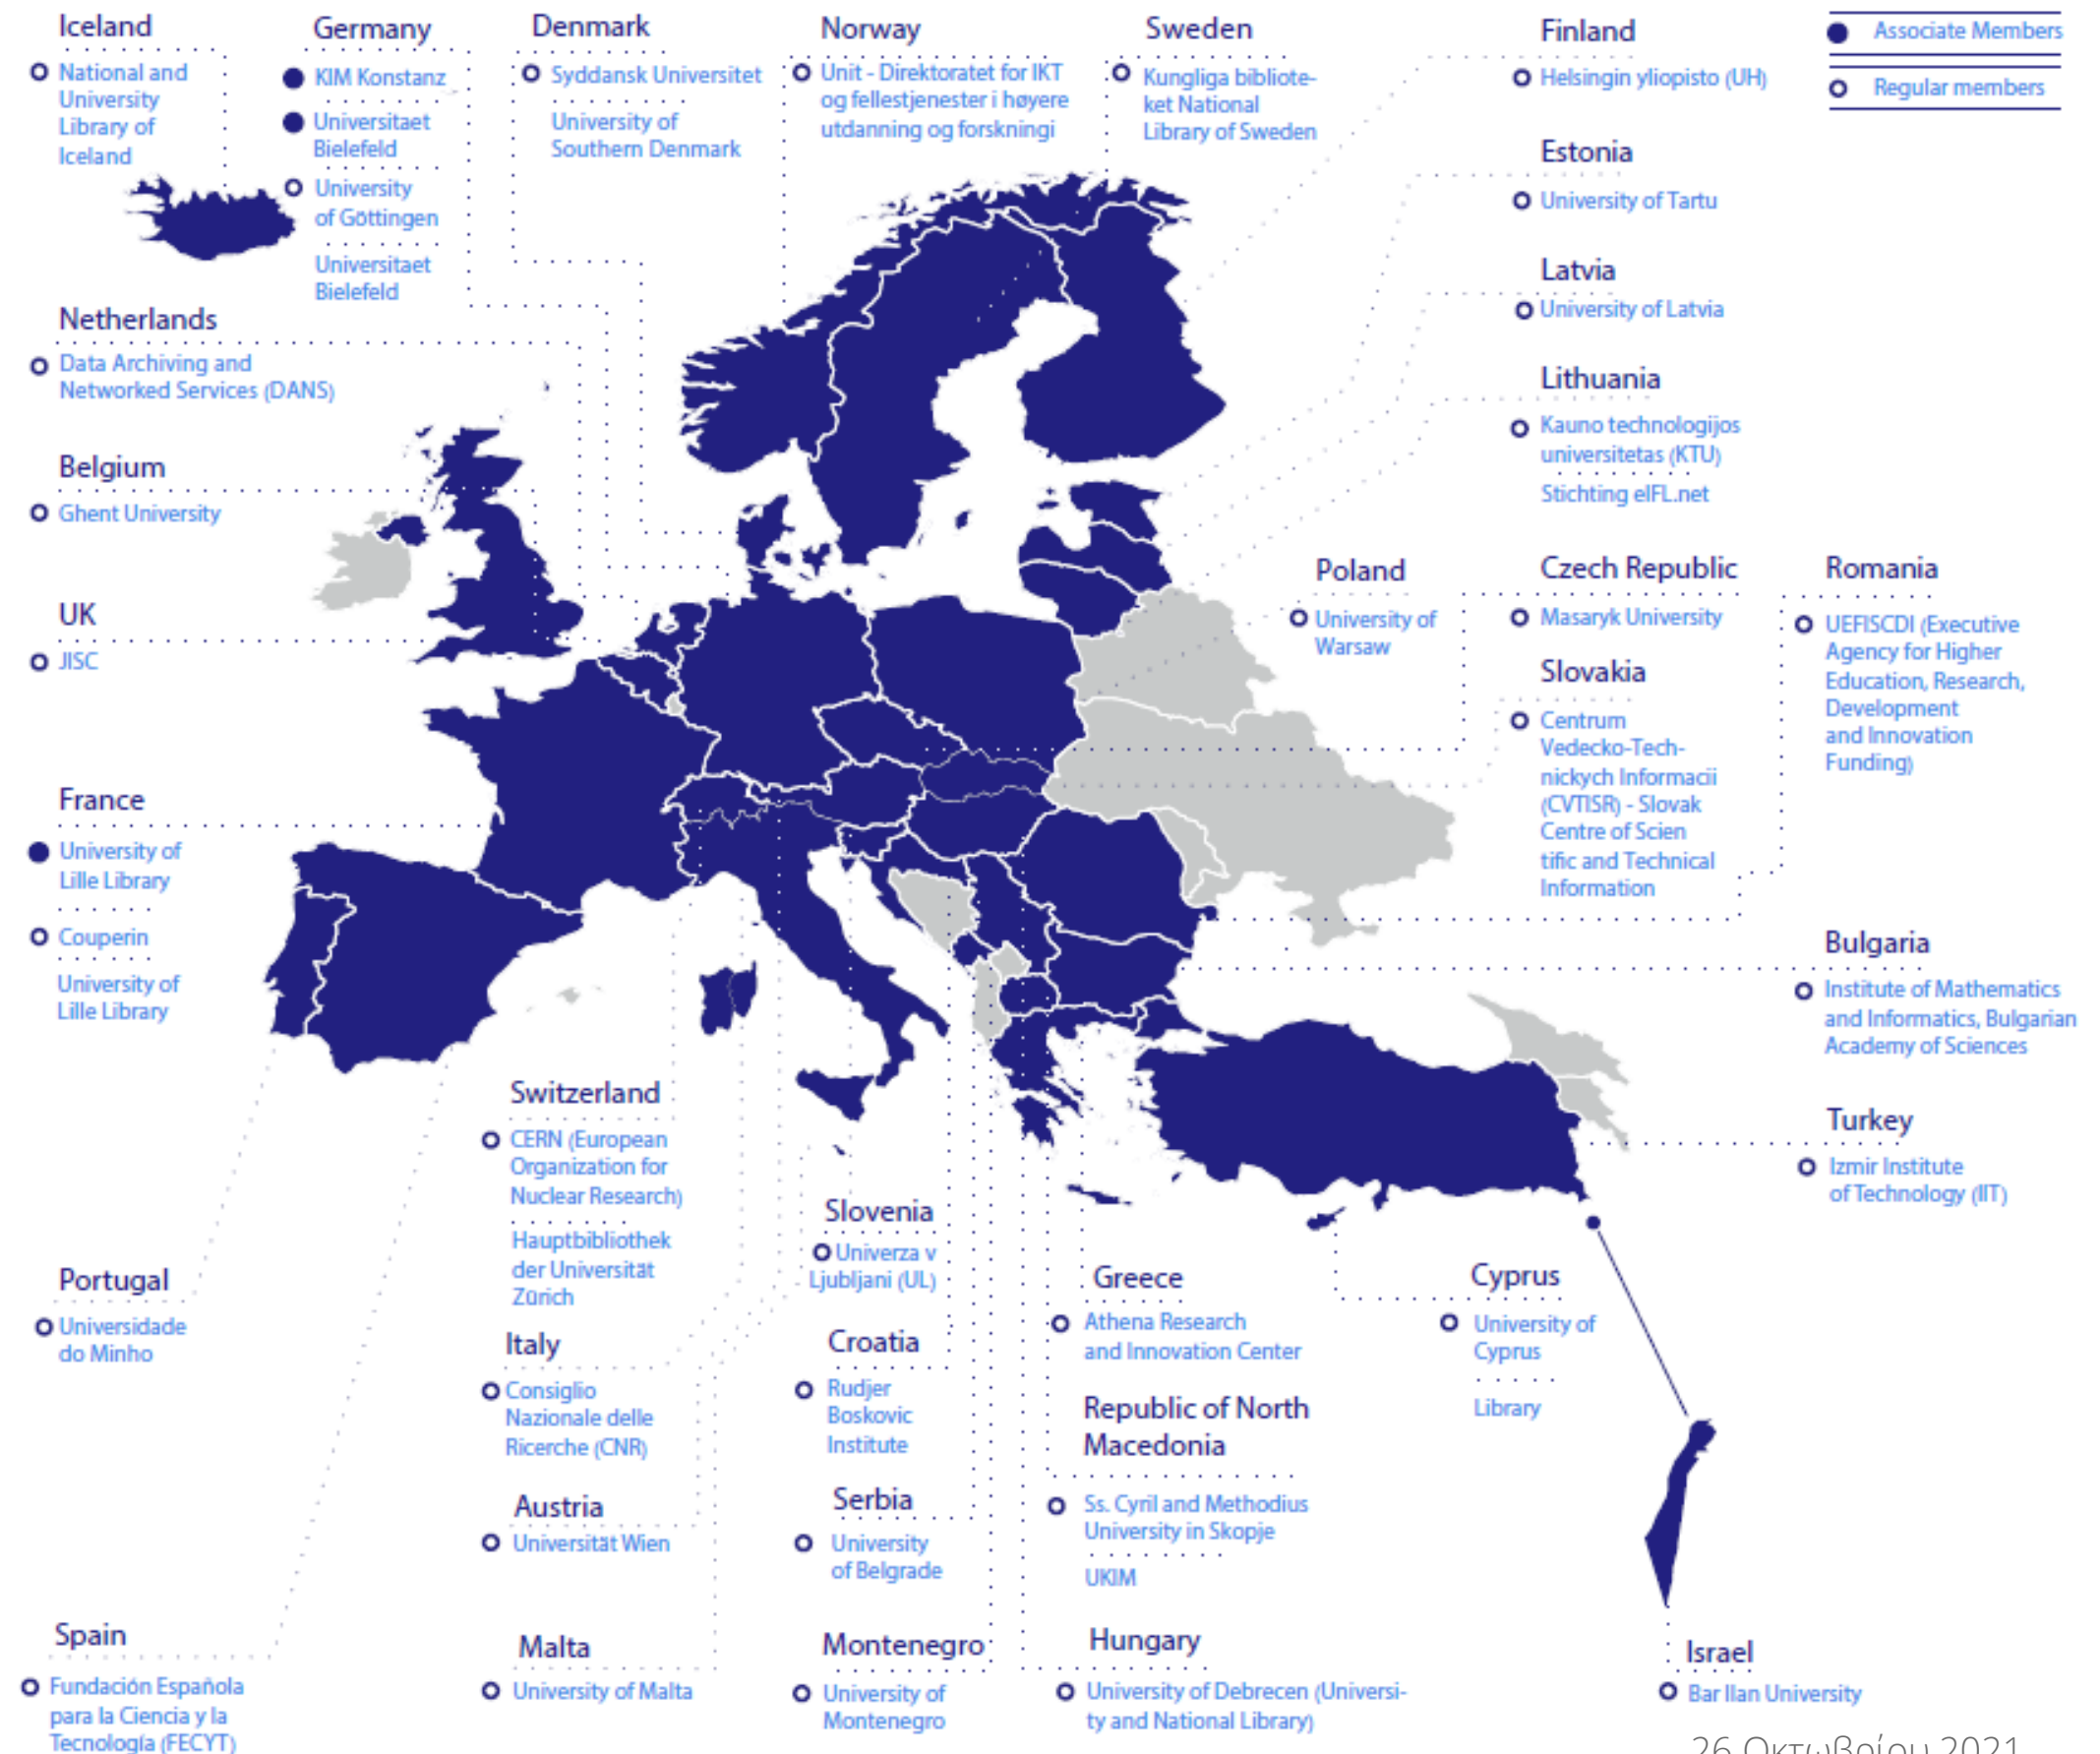 Iceland
National and
University
Library of
Iceland
Germany
KIM Konstanz
Universitaet
Bielefeld
University
of Göttingen
Universitaet
Bielefeld
Denmark
Syddansk Universitet
University of
Southern Denmark
Norway
Unit - Direktoratet for IKT
og fellestjenester i høyere
utdanning og forskningi
Sweden
Kungliga bibliote-
ket National
Library of Sweden
Finland
Helsingin yliopisto (UH)
Associate Members
Regular members
Estonia
University of Tartu
Latvia
University of Latvia
Lithuania
Kauno technologijos
universitetas (KTU)
Stichting eIFL.net
Netherlands
Data Archiving and
Networked Services (DANS)
Belgium
Ghent University
UK
JISC
France
University of
Lille Library
Couperin
University of
Lille Library
Poland
University of
Warsaw
Czech Republic
Masaryk University
Slovakia
Centrum
Vedecko-Tech-
nickych Informacii
(CVTISR) - Slovak
Centre of Scien
tific and Technical
Information
Romania
UEFISCDI (Executive
Agency for Higher
Education, Research,
Development
and Innovation
Funding)
Bulgaria
Institute of Mathematics
and Informatics, Bulgarian
Academy of Sciences
Turkey
Izmir Institute
of Technology (IIT)
Switzerland
CERN (European
Organization for
Nuclear Research)
Hauptbibliothek
der Universität
Zürich
Slovenia
Univerza v
Ljubljani (UL)
Portugal
Universidade
do Minho
Italy
Consiglio
Nazionale delle
Ricerche (CNR)
Croatia
Rudjer
Boskovic
Institute
Greece
Athena Research
and Innovation Center
Cyprus
University of
Cyprus
Library
Republic of North
Macedonia
Ss. Cyril and Methodius
University in Skopje
UKIM
Austria
Universität Wien
Serbia
University
of Belgrade
Spain
Fundación Española
para la Ciencia y la
Tecnología (FECYT)
Malta
University of Malta
Montenegro
University of
Montenegro
Hungary
University of Debrecen (Universi-
ty and National Library)
Israel
Bar Ilan University
26 Οκτωβρίου 2021